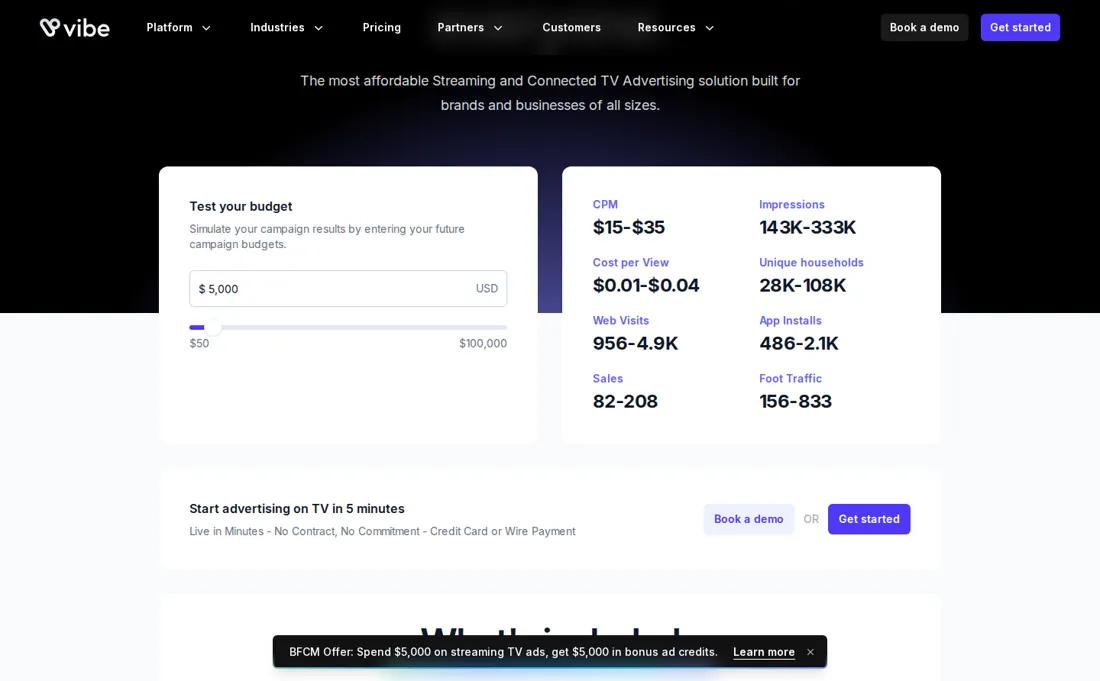 vibe
Platform
Industries
Pricing
Partners
Customers
Resources
Book a demo
Get started
The most affordable Streaming and Connected TV Advertising solution built for
brands and businesses of all sizes.
Test your budget
Simulate your campaign results by entering your future
campaign budgets.
$ 5,000
USD
$50
$100,000
CPM
$15-$35
Impressions
143K-333K
Cost per View
$0.01-$0.04
Unique households
28K-108K
Web Visits
956-4.9K
App Installs
486-2.1K
Sales
82-208
Foot Traffic
156-833
Start advertising on TV in 5 minutes
Live in Minutes - No Contract, No Commitment - Credit Card or Wire Payment
Book a demo
OR
Get started
What's included
BFCM Offer: Spend $5,000 on streaming TV ads, get $5,000 in bonus ad credits.
Learn more